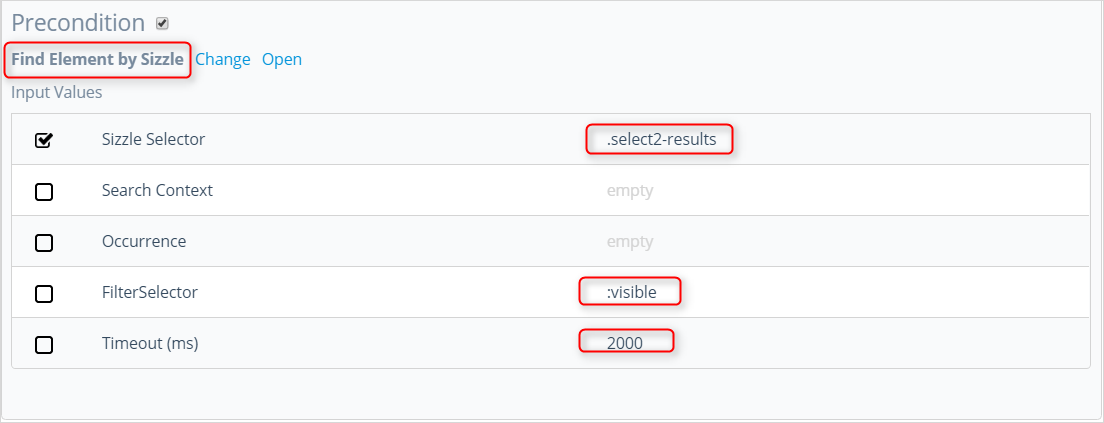 Precondition
Find Element by Sizzle Change Open
Input Values
Sizzle Selector .select2-results
Search Context empty
Occurrence empty
FilterSelector :visible
Timeout (ms) 2000